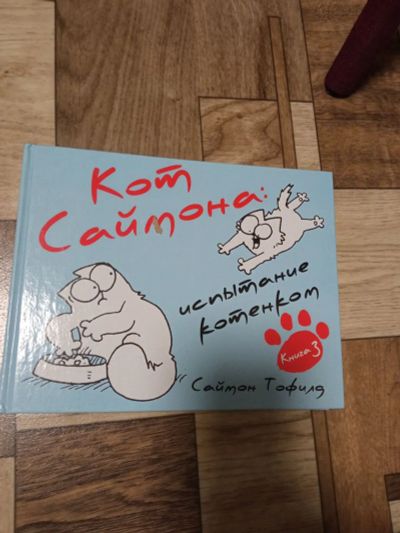 Кот
Саймона:
испытание
котенком
Книга 3
Саймон Тофилд